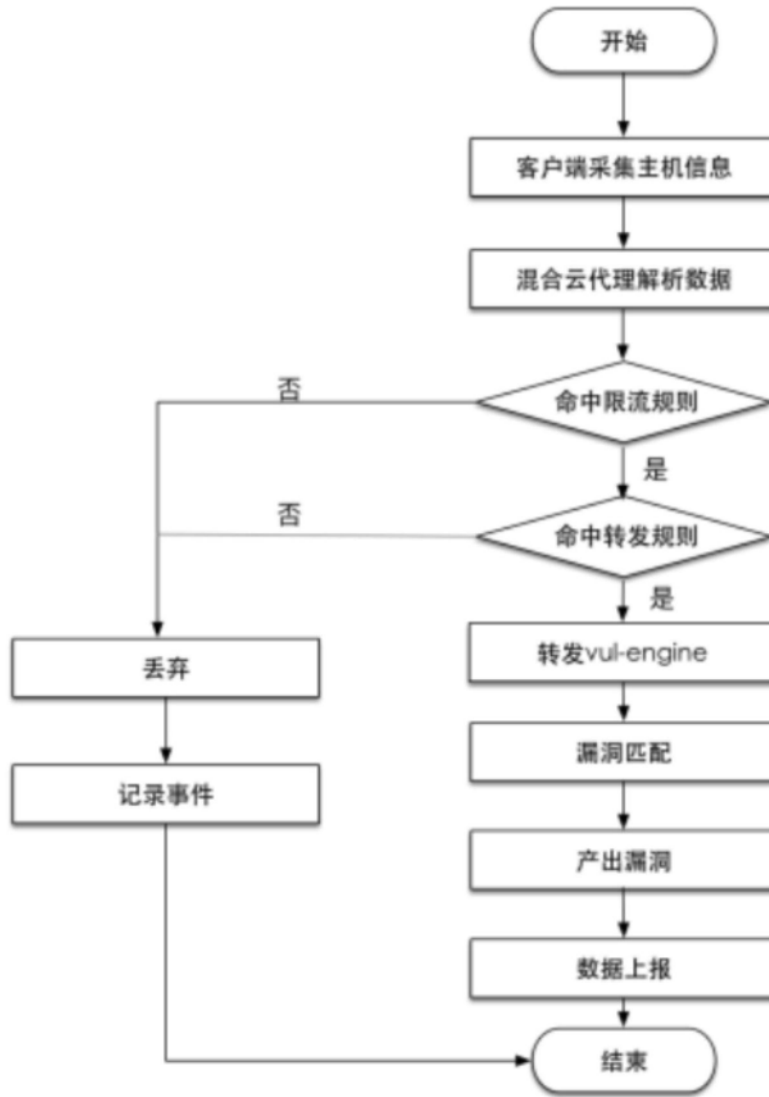 开始
客户端采集主机信息
混合云代理解析数据
否
命中限流规则
是
否
命中转发规则
是
转发vul-engine
丢弃
漏洞匹配
记录事件
产出漏洞
数据上报
结束